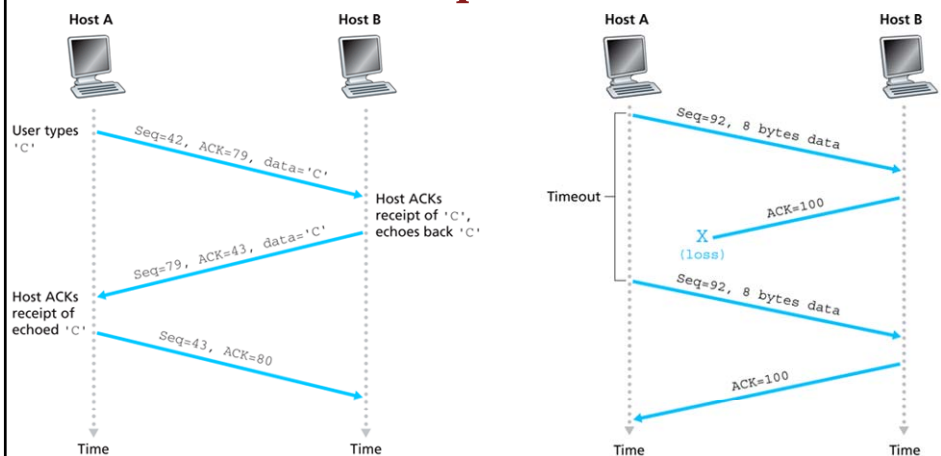 Host A
Host B
User types
'C'
Seq=42, ACK=79, data='C'
Host ACKs
receipt of 'C',
echoes back 'C'
Seq=79, ACK=43, data='C'
Host ACKs
receipt of
echoed 'C'
Seq=43, ACK=80
Time
Time
Host A
Host B
Seq=92, 8 bytes data
Timeout
ACK=100
X
(loss)
Seq=92, 8 bytes data
ACK=100
Time
Time